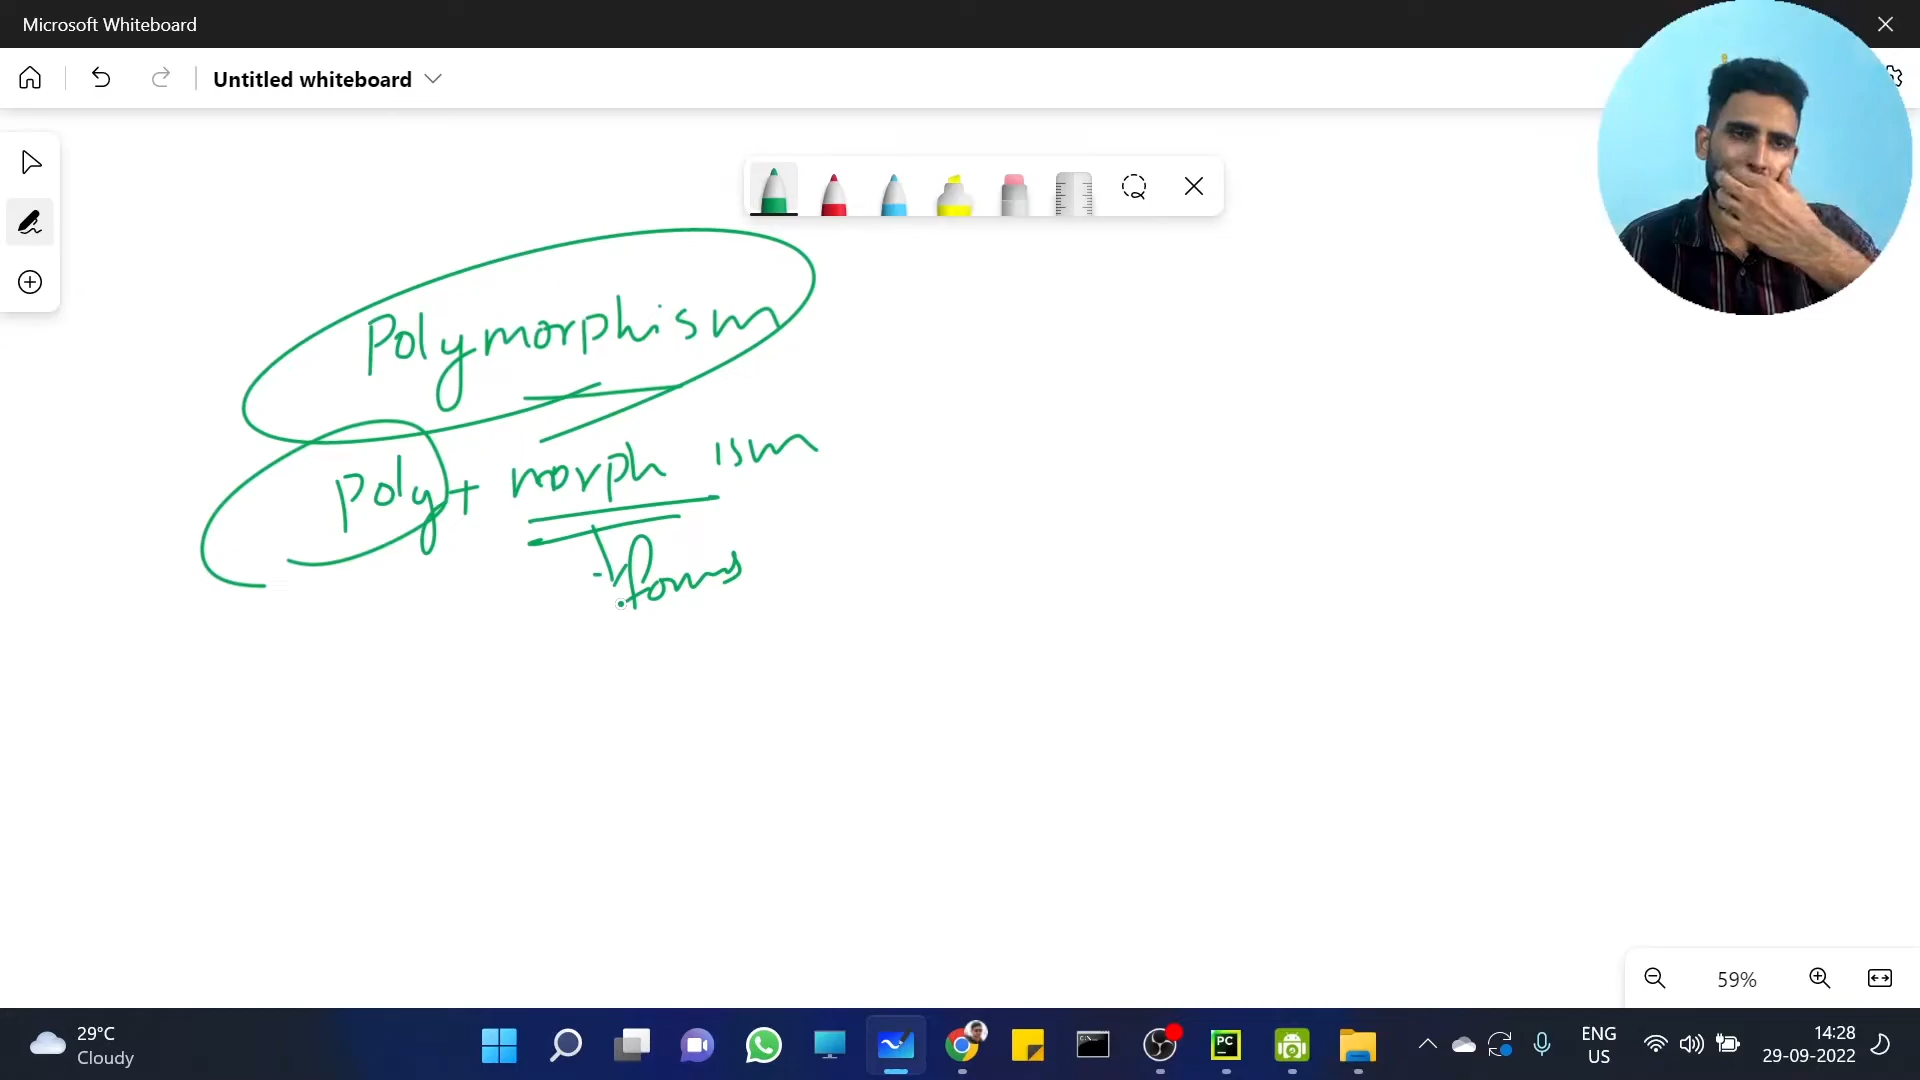 Microsoft Whiteboard
Untitled whiteboard
Polymorphism
Poly + morph ism
forms
59%
29°C
Cloudy
PC
ENG
US
14:28
29-09-2022